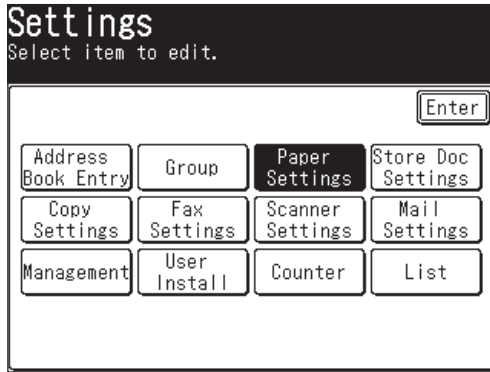 Settings
Select item to edit.
Enter
Address
Book Entry
Group
Paper
Settings
Store Doc
Settings
Copy
Settings
Fax
Settings
Scanner
Settings
Mail
Settings
Management
User
Install
Counter
List